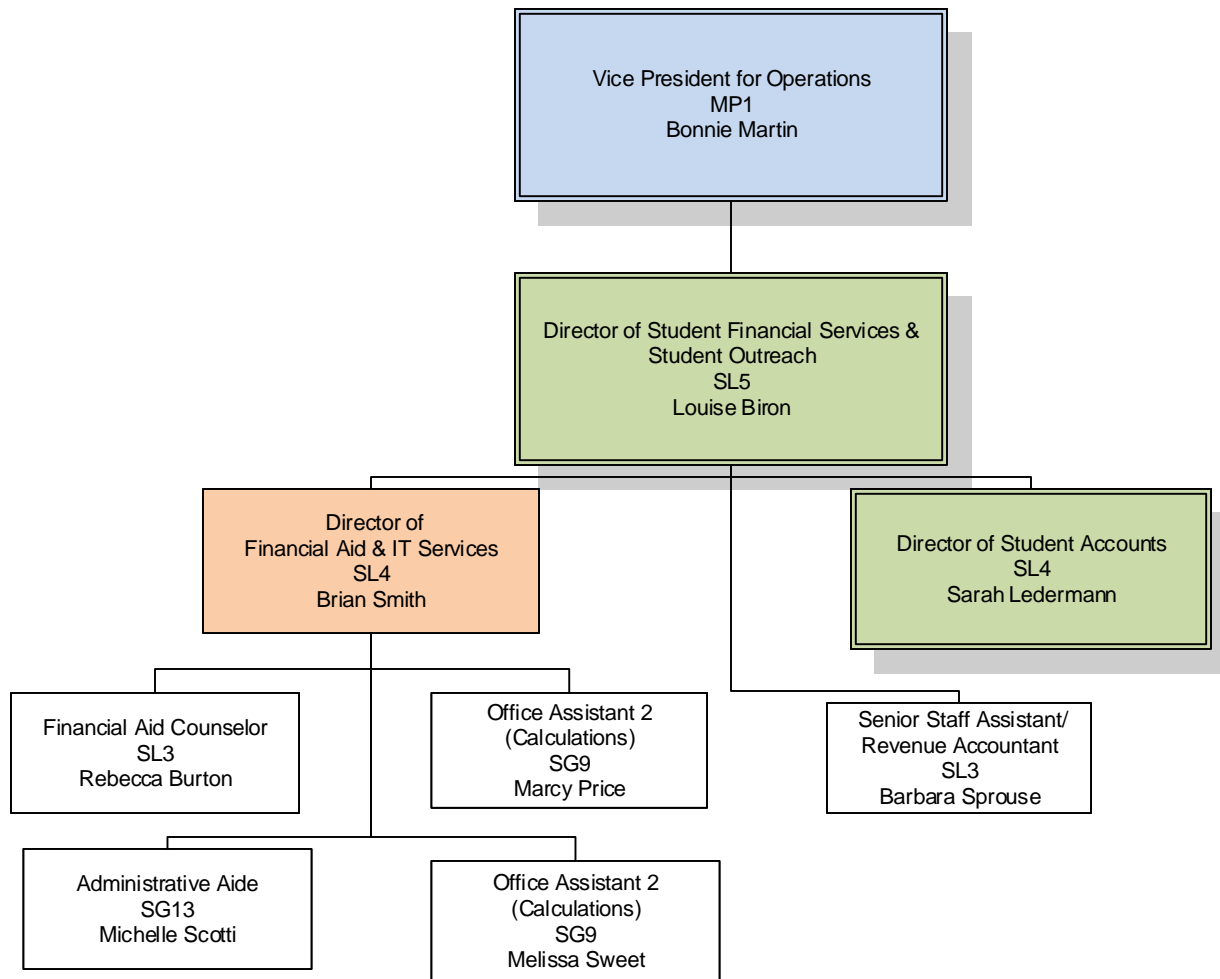 Vice President for Operations
MP1
Bonnie Martin
Director of Student Financial Services &
Student Outreach
SL5
Louise Biron
Director of
Financial Aid & IT Services
SL4
Brian Smith
Director of Student Accounts
SL4
Sarah Ledermann
Financial Aid Counselor
SL3
Rebecca Burton
Office Assistant 2
(Calculations)
SG9
Marcy Price
Senior Staff Assistant/
Revenue Accountant
SL3
Barbara Sprouse
Administrative Aide
SG13
Michelle Scotti
Office Assistant 2
(Calculations)
SG9
Melissa Sweet